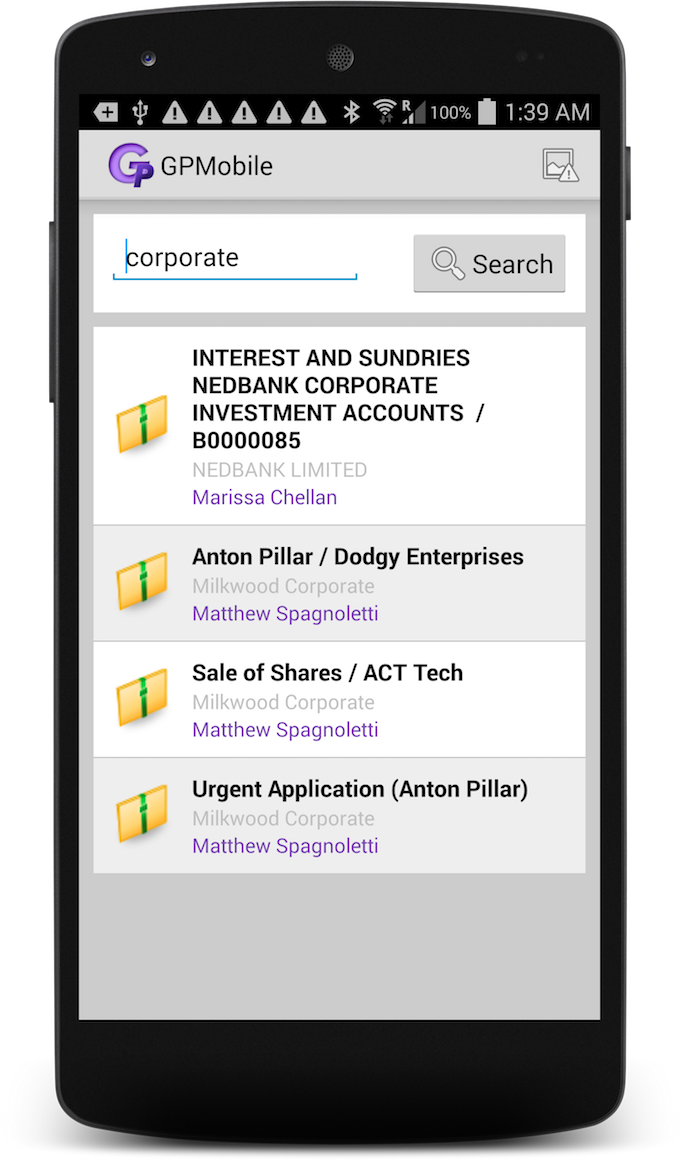 R 100% 1:39 AM
GP GPMobile
corporate Search
INTEREST AND SUNDRIES
NEDBANK CORPORATE
INVESTMENT ACCOUNTS /
B0000085
NEDBANK LIMITED
Marissa Chellan
Anton Pillar / Dodgy Enterprises
Milkwood Corporate
Matthew Spagnoletti
Sale of Shares / ACT Tech
Milkwood Corporate
Matthew Spagnoletti
Urgent Application (Anton Pillar)
Milkwood Corporate
Matthew Spagnoletti